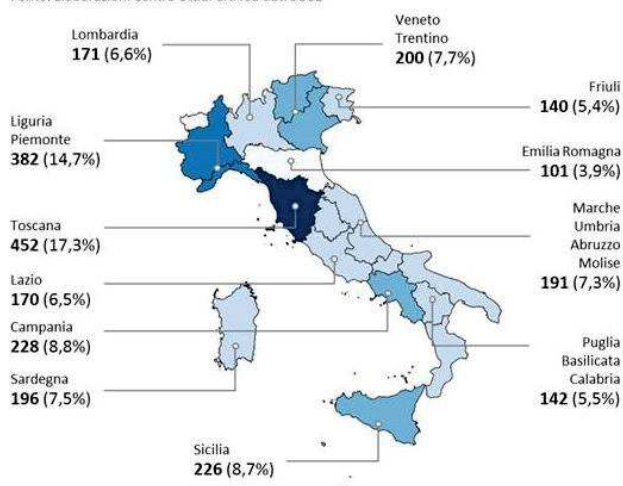 Lombardia
171 (6,6%)
Veneto
Trentino
200 (7,7%)
Friuli
140 (5,4%)
Liguria
Piemonte
382 (14,7%)
Emilia Romagna
101 (3,9%)
Toscana
452 (17,3%)
Marche
Umbria
Abruzzo
Molise
191 (7,3%)
Lazio
170 (6,5%)
Campania
228 (8,8%)
Sardegna
196 (7,5%)
Puglia
Basilicata
Calabria
142 (5,5%)
Sicilia
226 (8,7%)